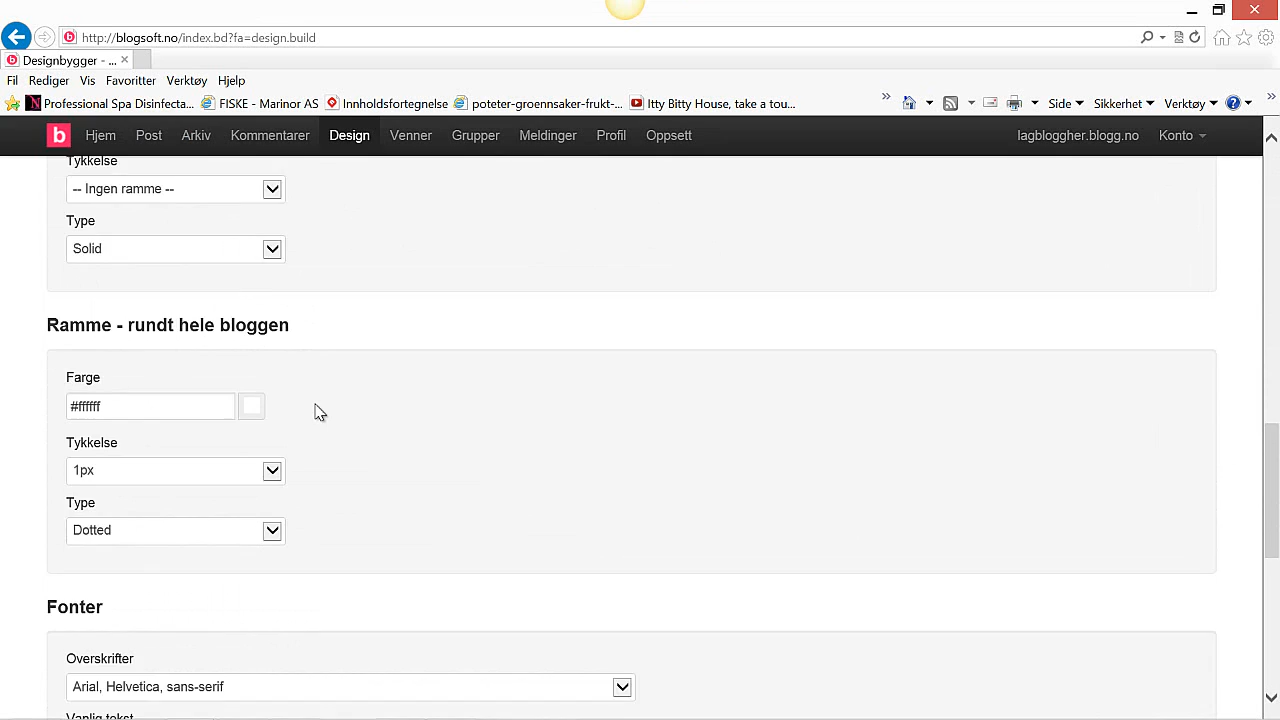 http://blogsoft.no/index.bd?fa=design.build
Designbygger - ...
Fil Rediger Vis Favoritter Verktøy Hjelp
Professional Spa Disinfecta... FISKE - Marinor AS Innholdsfortegnelse poteter-groennsaker-frukt-... Itty Bitty House, take a tou... Side Sikkerhet Verktøy
b Hjem Post Arkiv Kommentarer Design Venner Grupper Meldinger Profil Oppsett lagbloggher.blogg.no Konto
Tykkelse
-- Ingen ramme --
Type
Solid
Ramme - rundt hele bloggen
Farge
#ffffff
Tykkelse
1px
Type
Dotted
Fonter
Overskrifter
Arial, Helvetica, sans-serif
Vanlig tekst